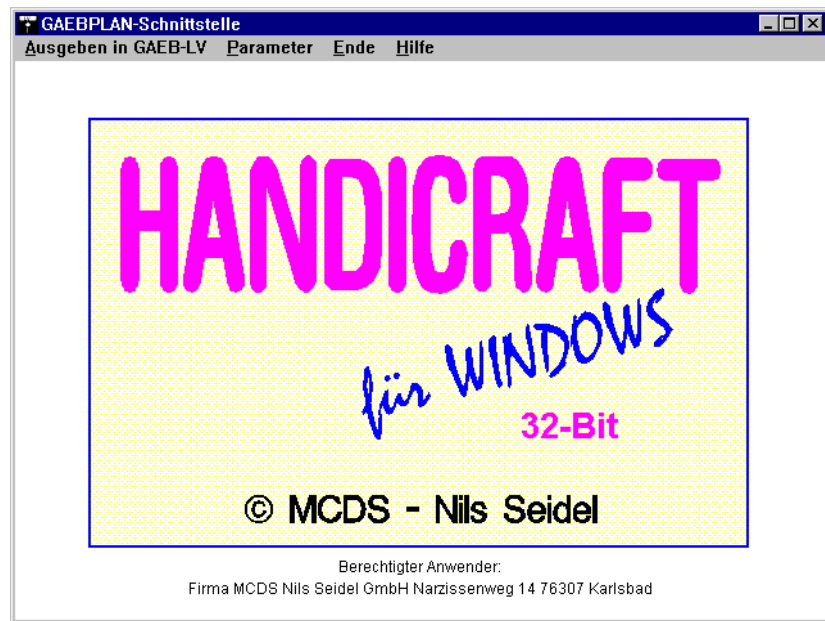 GAEBPLAN-Schnittstelle
Ausgeben in GAEB-LV Parameter Ende Hilfe
HANDICRAFT
für WINDOWS
32-Bit
© MCDS - Nils Seidel
Berechtigter Anwender:
Firma MCDS Nils Seidel GmbH Narzissenweg 14 76307 Karlsbad